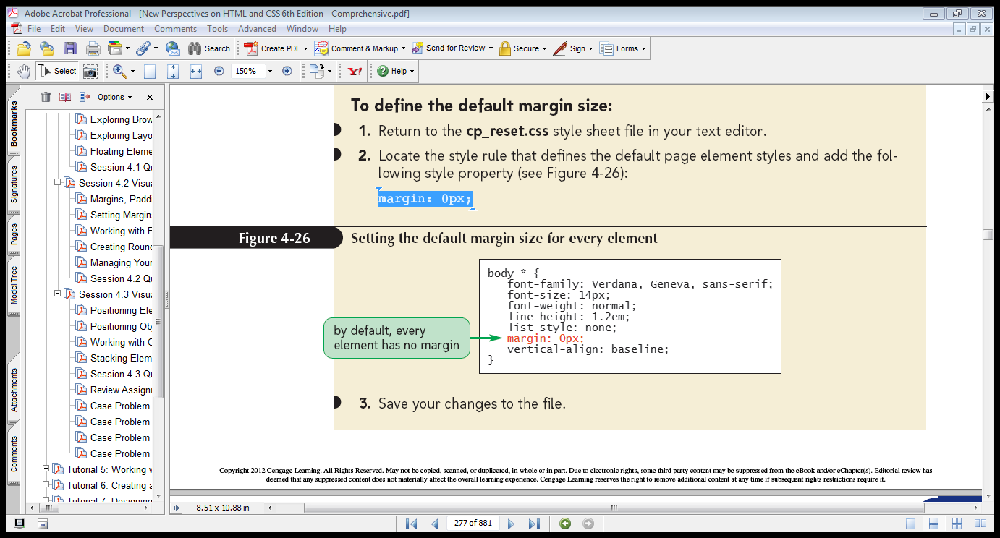 Adobe Acrobat Professional - [New Perspectives on HTML and CSS 6th Edition - Comprehensive.pdf]
File Edit View Document Comments Tools Advanced Window Help
Search Create PDF Comment & Markup Send for Review Secure Sign Forms
Select 150% Y! Help
Options
Bookmarks
Signatures
Pages
Model Tree
Attachments
Comments
Exploring Brow
Exploring Layo
Floating Eleme
Session 4.1 Qu
Session 4.2 Visua
Margins, Padd
Setting Margin
Working with E
Creating Round
Managing Your
Session 4.2 Qu
Session 4.3 Visua
Positioning Ele
Positioning Ob
Working with O
Stacking Elem
Session 4.3 Qu
Review Assignm
Case Problem
Case Problem
Case Problem
Case Problem
Tutorial 5: Working w
Tutorial 6: Creating a
Tutorial 7: Designing
To define the default margin size:
1. Return to the cp_reset.css style sheet file in your text editor.
2. Locate the style rule that defines the default page element styles and add the fol-
lowing style property (see Figure 4-26):
margin: 0px;
Figure 4-26 Setting the default margin size for every element
body * {
font-family: Verdana, Geneva, sans-serif;
font-size: 14px;
font-weight: normal;
line-height: 1.2em;
list-style: none;
margin: 0px;
vertical-align: baseline;
}
by default, every
element has no margin
3. Save your changes to the file.
Copyright 2012 Cengage Learning. All Rights Reserved. May not be copied, scanned, or duplicated, in whole or in part. Due to electronic rights, some third party content may be suppressed from the eBook and/or eChapter(s). Editorial review has
deemed that any suppressed content does not materially affect the overall learning experience. Cengage Learning reserves the right to remove additional content at any time if subsequent rights restrictions require it.
8.51 x 10.88 in
277 of 881